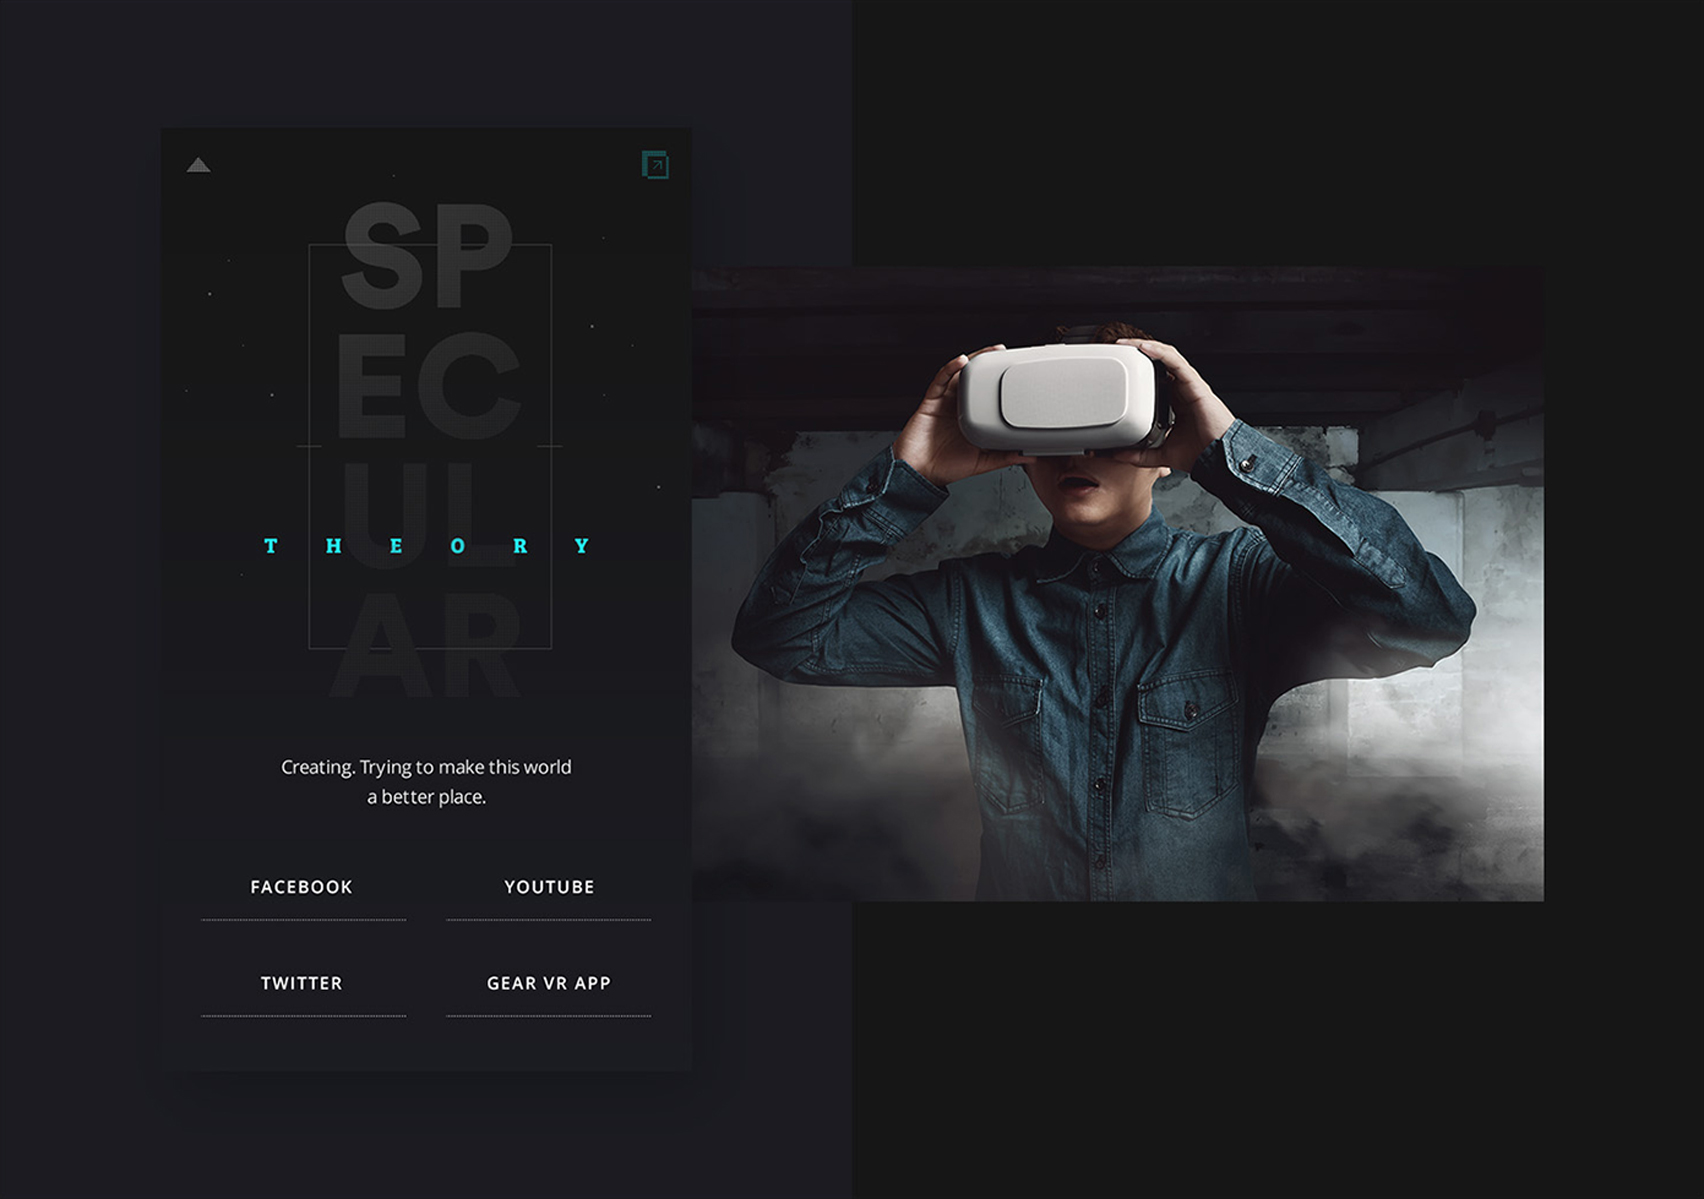 SP
EC
UL
T H E O R Y
AR
Creating. Trying to make this world
a better place.
FACEBOOK
YOUTUBE
TWITTER
GEAR VR APP